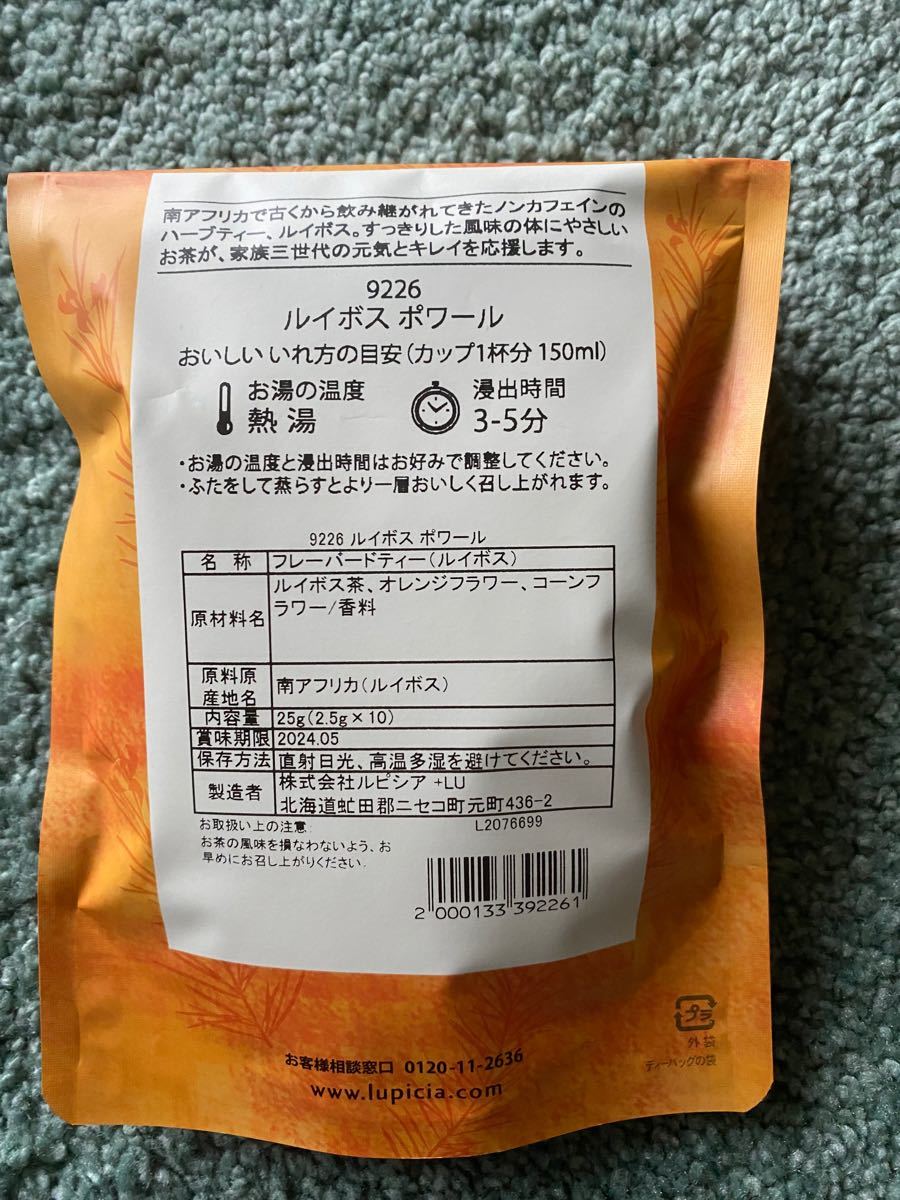 南アフリカで古くから飲み継がれてきたノンカフェインの
ハーブティー、ルイボス。すっきりした風味の体にやさしい
お茶が、家族三世代の元気とキレイを応援します。
9226
ルイボス ポワール
おいしい いれ方の目安(カップ1杯分 150ml)
お湯の温度
熱湯
浸出時間
3-5分
・お湯の温度と浸出時間はお好みで調整してください。
・ふたをして蒸らすとより一層おいしく召し上がれます。
9226 ルイボス ポワール
名 称 フレーバードティー(ルイボス)
原材料名 ルイボス茶、オレンジフラワー、コーンフ
ラワー/香料
原料原
産地名
南アフリカ(ルイボス)
内容量 25g(2.5g×10)
賞味期限 2024.05
保存方法 直射日光、高温多湿を避けてください。
製造者 株式会社ルピシア +LU
北海道虻田郡ニセコ町元町436-2
お取扱い上の注意:
L2076699
お茶の風味を損なわないよう、お
早めにお召し上がりください.
2 000133 392261
プラ
外袋
ティーバッグの袋
お客様相談窓口 0120-11-2636
www.lupicia.com